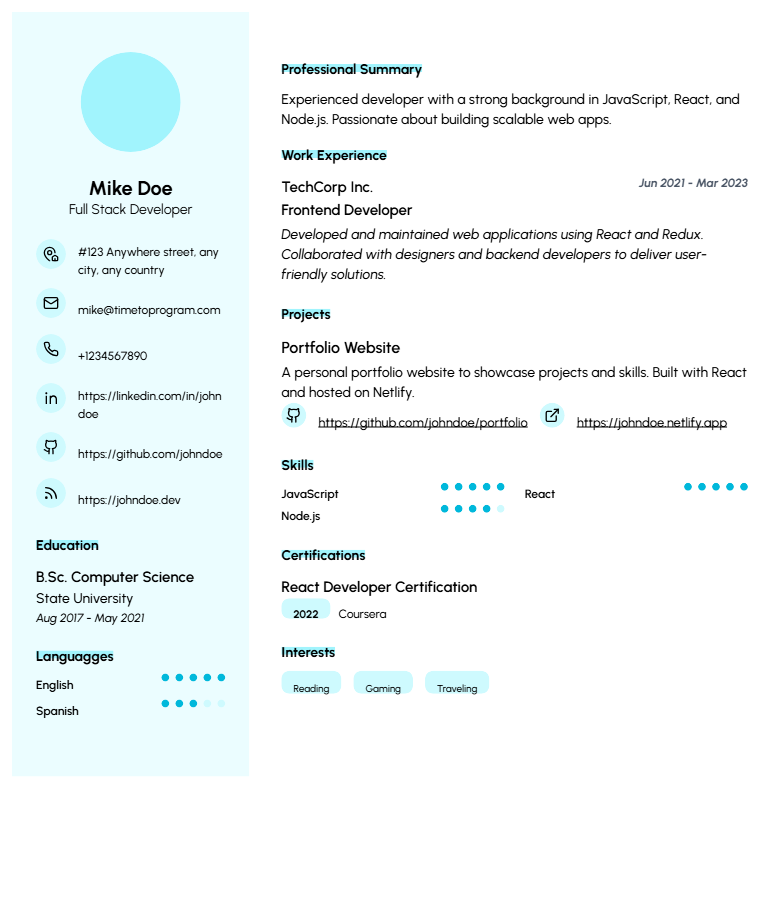 Mike Doe
Full Stack Developer
#123 Anywhere street, any
city, any country
mike@timetoprogram.com
+1234567890
https://linkedin.com/in/john
doe
https://github.com/johndoe
https://johndoe.dev
Education
B.Sc. Computer Science
State University
Aug 2017 - May 2021
Languagges
English
Spanish
Professional Summary
Experienced developer with a strong background in JavaScript, React, and
Node.js. Passionate about building scalable web apps.
Work Experience
TechCorp Inc. Jun 2021 - Mar 2023
Frontend Developer
Developed and maintained web applications using React and Redux.
Collaborated with designers and backend developers to deliver user-
friendly solutions.
Projects
Portfolio Website
A personal portfolio website to showcase projects and skills. Built with React
and hosted on Netlify.
https://github.com/johndoe/portfolio https://johndoe.netlify.app
Skills
JavaScript React
Node.js
Certifications
React Developer Certification
2022 Coursera
Interests
Reading Gaming Traveling